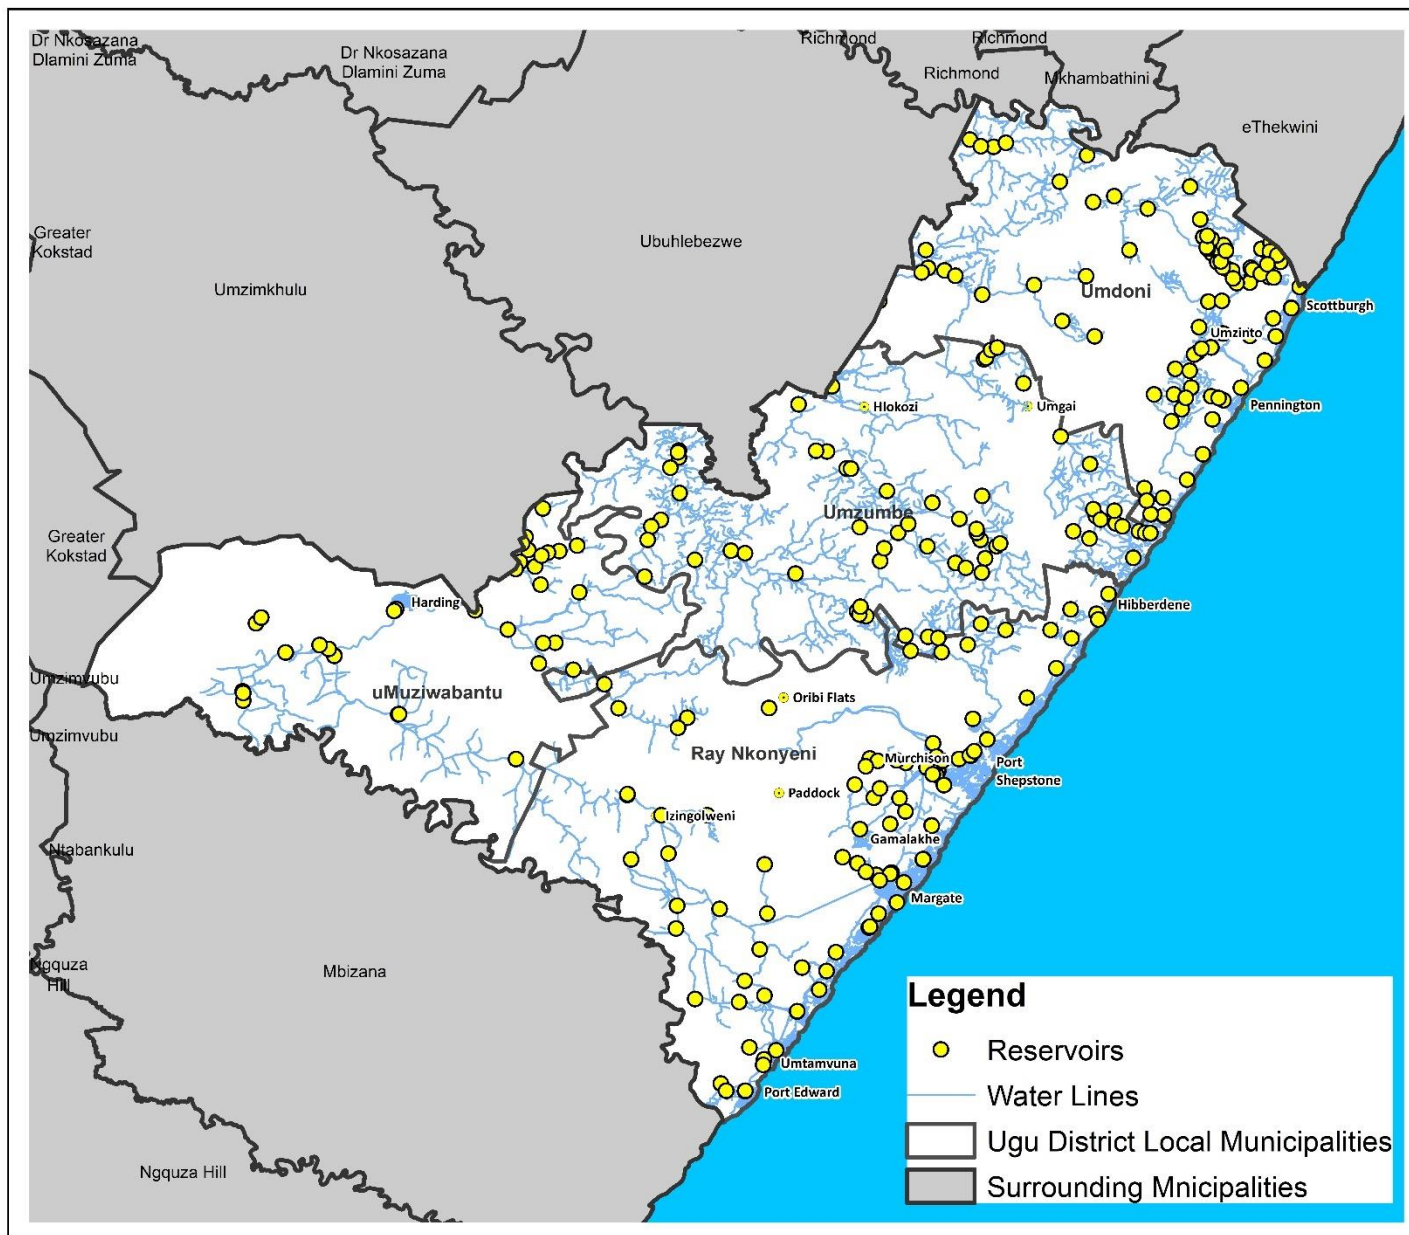 Dr Nkosazana
Dlamini Zuma
Dr Nkosazana
Dlamini Zuma
Richmond
Richmond
Richmond
Mkhambathini
eThekwini
Greater
Kokstad
Ubuhlebezwe
Umzimkhulu
Umdoni
Scottburgh
Umzinto
Pennington
Hlokozi
Umgai
Umzumbe
Greater
Kokstad
Harding
Hibberdene
Umzimvubu
uMuziwabantu
Oribi Flats
Umzimvubu
Ray Nkonyeni
Murchison
Port
Shepstone
Paddock
Izingolweni
Gamalakhe
Ntabankulu
Margate
Ngquza
Hill
Mbizana
Umtamvuna
Port Edward
Ngquza Hill
Legend
Reservoirs
Water Lines
Ugu District Local Municipalities
Surrounding Mnicipalities